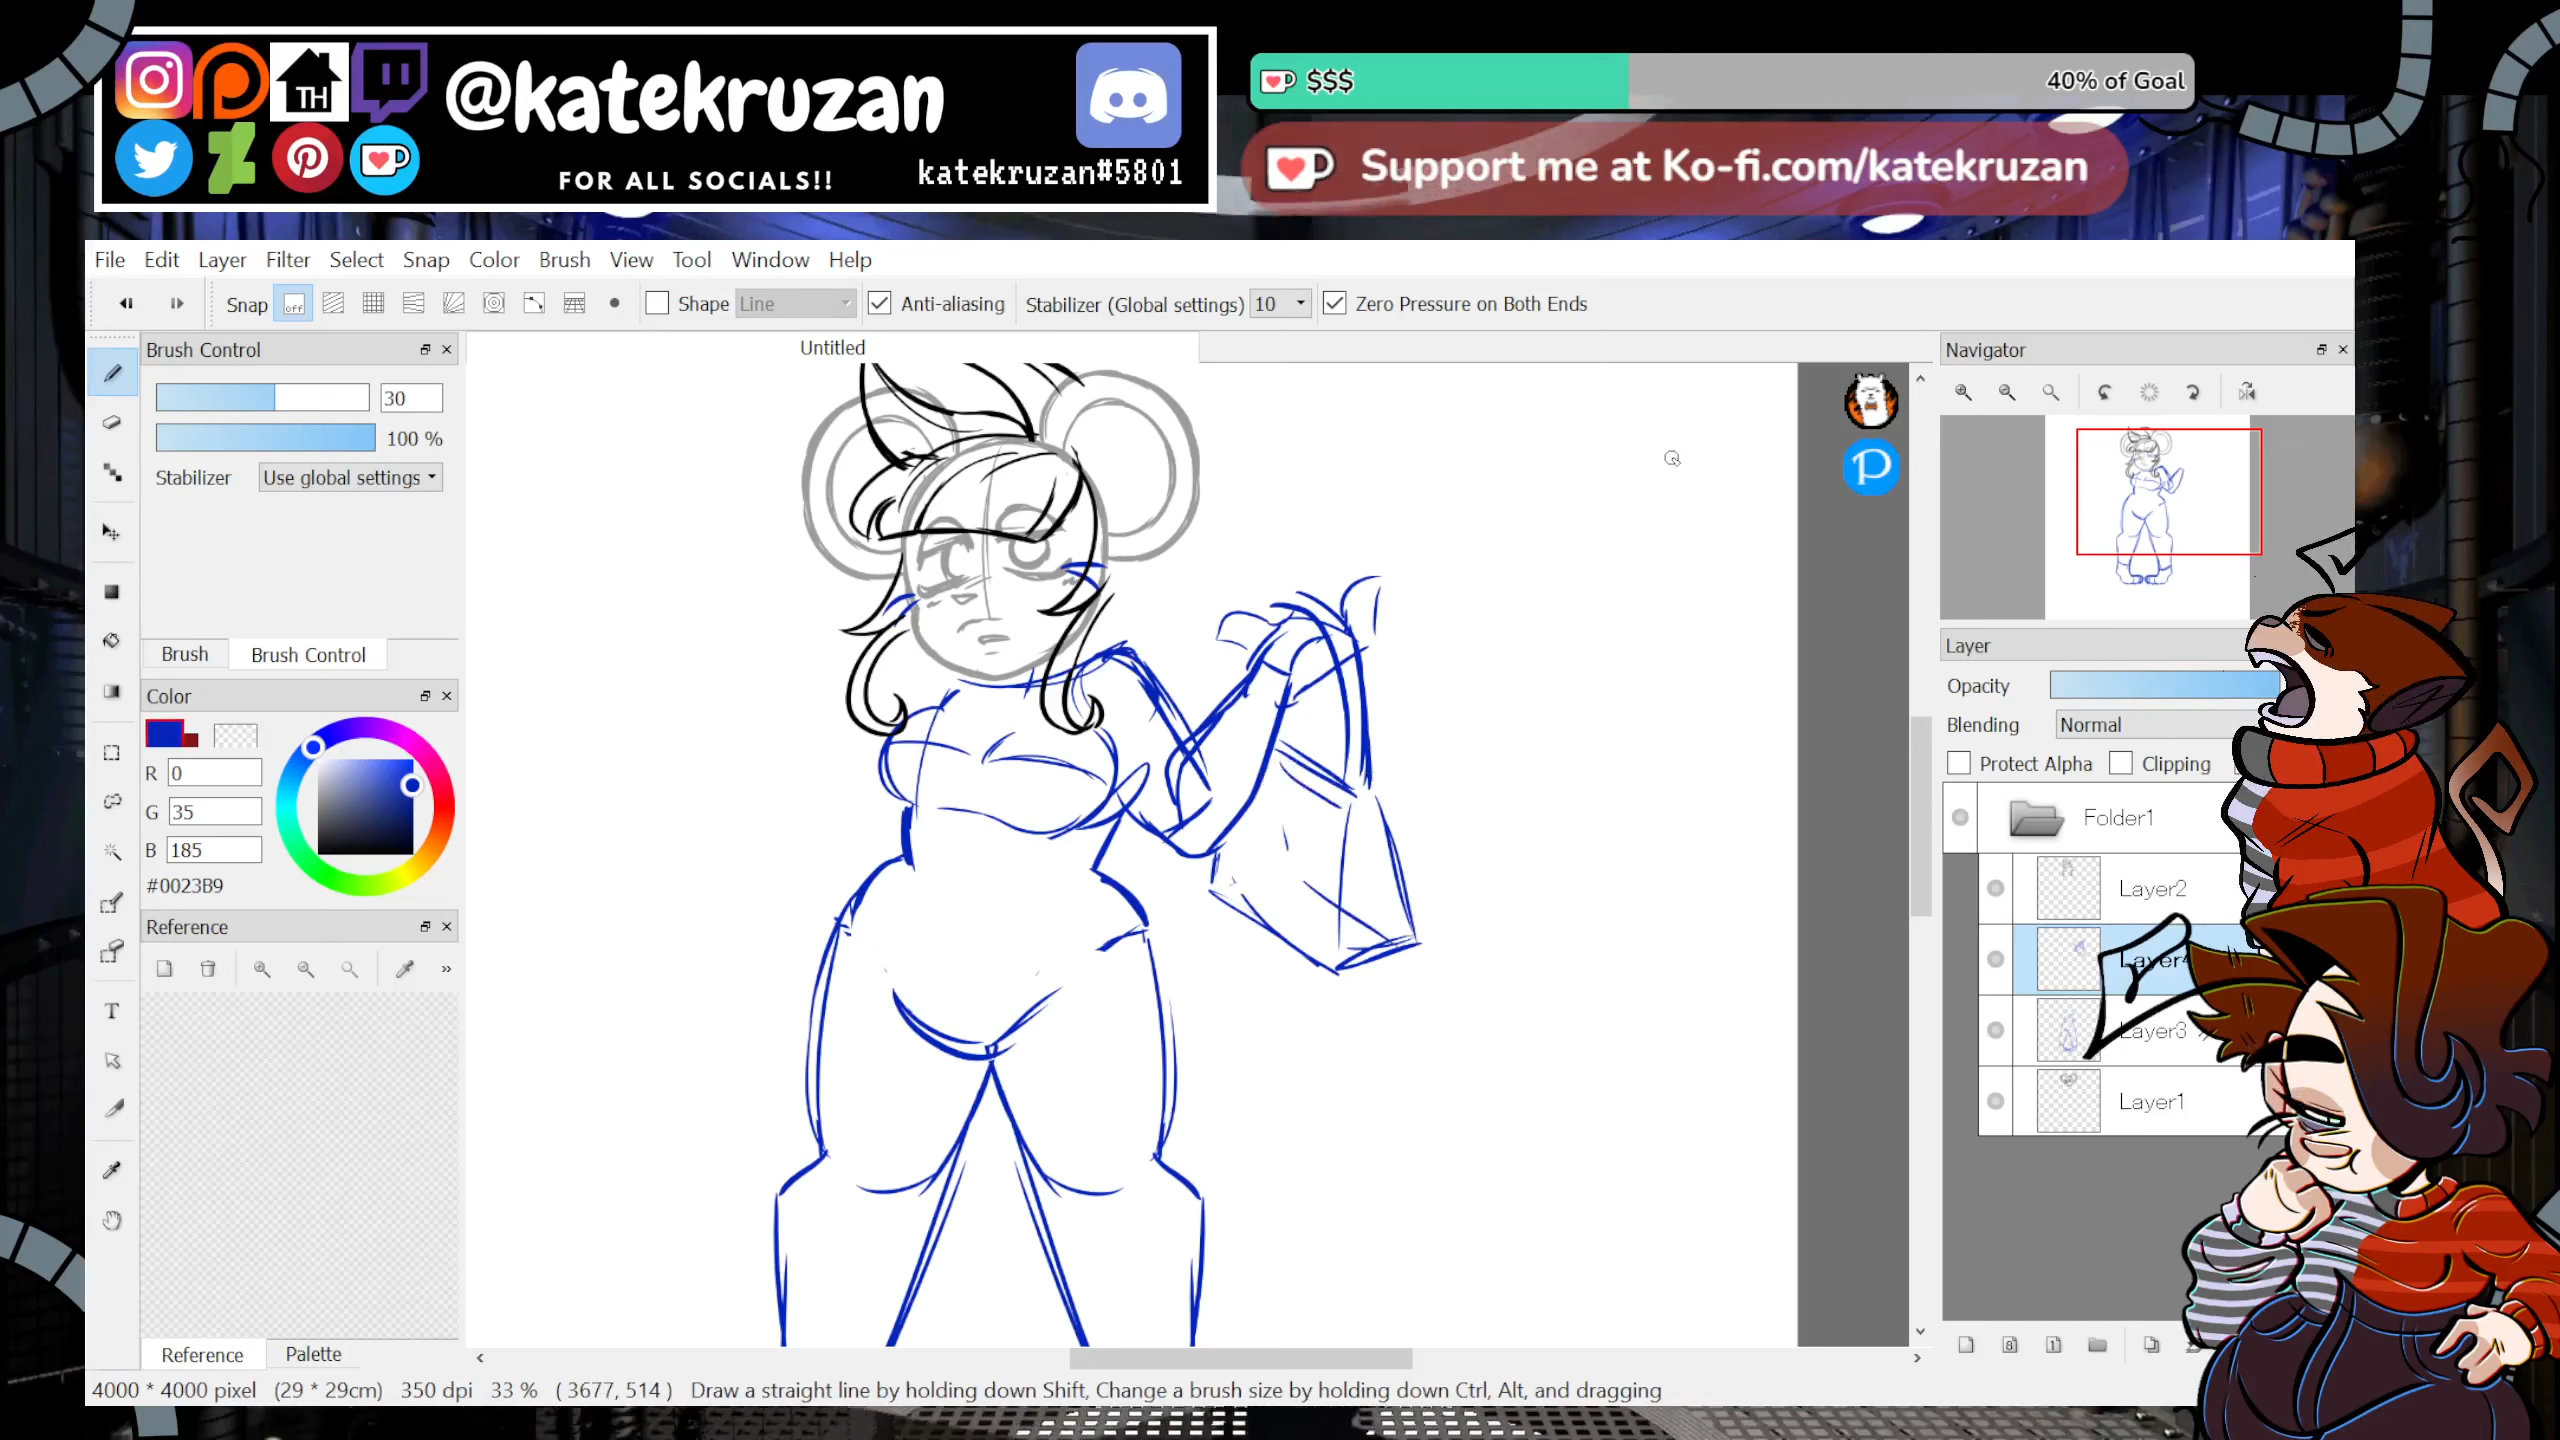 TH
@katekruzan
FOR ALL SOCIALS!!
katekruzan#5801
$$$
40% of Goal
Support me at Ko-fi.com/katekruzan
File Edit Layer Filter Select Snap Color Brush View Tool Window Help
Snap off Shape Line Anti-aliasing Stabilizer (Global settings) 10 Zero Pressure on Both Ends
Brush Control
Untitled
Navigator
30
100 %
Stabilizer Use global settings
Brush Brush Control
Color
R 0
G 35
B 185
#0023B9
Reference
Reference Palette
Layer
Opacity
Blending Normal
Protect Alpha Clipping
Folder1
Layer2
Layer4
Layer3
Layer1
4000 * 4000 pixel (29 * 29cm) 350 dpi 33 % ( 3677, 514 ) Draw a straight line by holding down Shift, Change a brush size by holding down Ctrl, Alt, and dragging